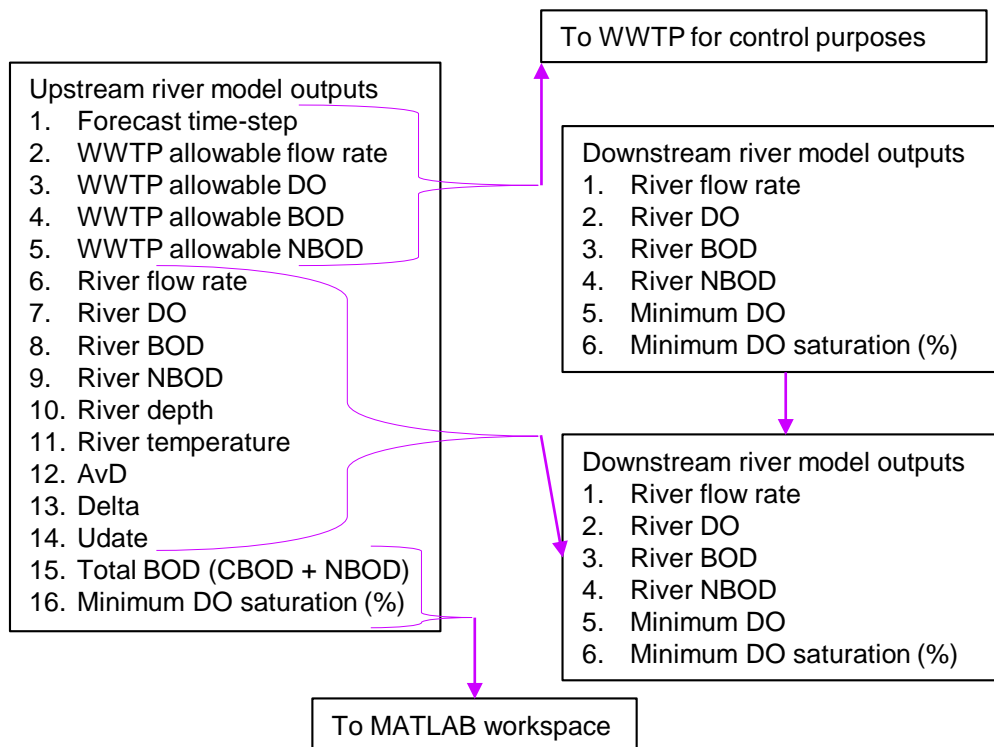 To WWTP for control purposes
Upstream river model outputs
1. Forecast time-step
2. WWTP allowable flow rate
3. WWTP allowable DO
4. WWTP allowable BOD
5. WWTP allowable NBOD
6. River flow rate
7. River DO
8. River BOD
9. River NBOD
10. River depth
11. River temperature
12. AvD
13. Delta
14. Udate
15. Total BOD (CBOD + NBOD)
16. Minimum DO saturation (%)
Downstream river model outputs
1. River flow rate
2. River DO
3. River BOD
4. River NBOD
5. Minimum DO
6. Minimum DO saturation (%)
Downstream river model outputs
1. River flow rate
2. River DO
3. River BOD
4. River NBOD
5. Minimum DO
6. Minimum DO saturation (%)
To MATLAB workspace